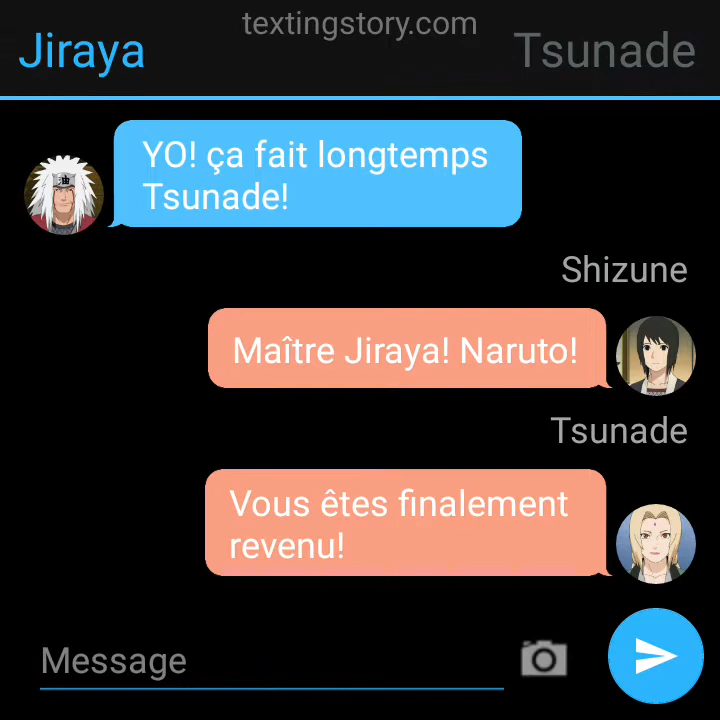 textingstory.com
Jiraya
Tsunade
YO! ça fait longtemps
Tsunade!
Shizune
Maître Jiraya! Naruto!
Tsunade
Vous êtes finalement
revenu!
Message